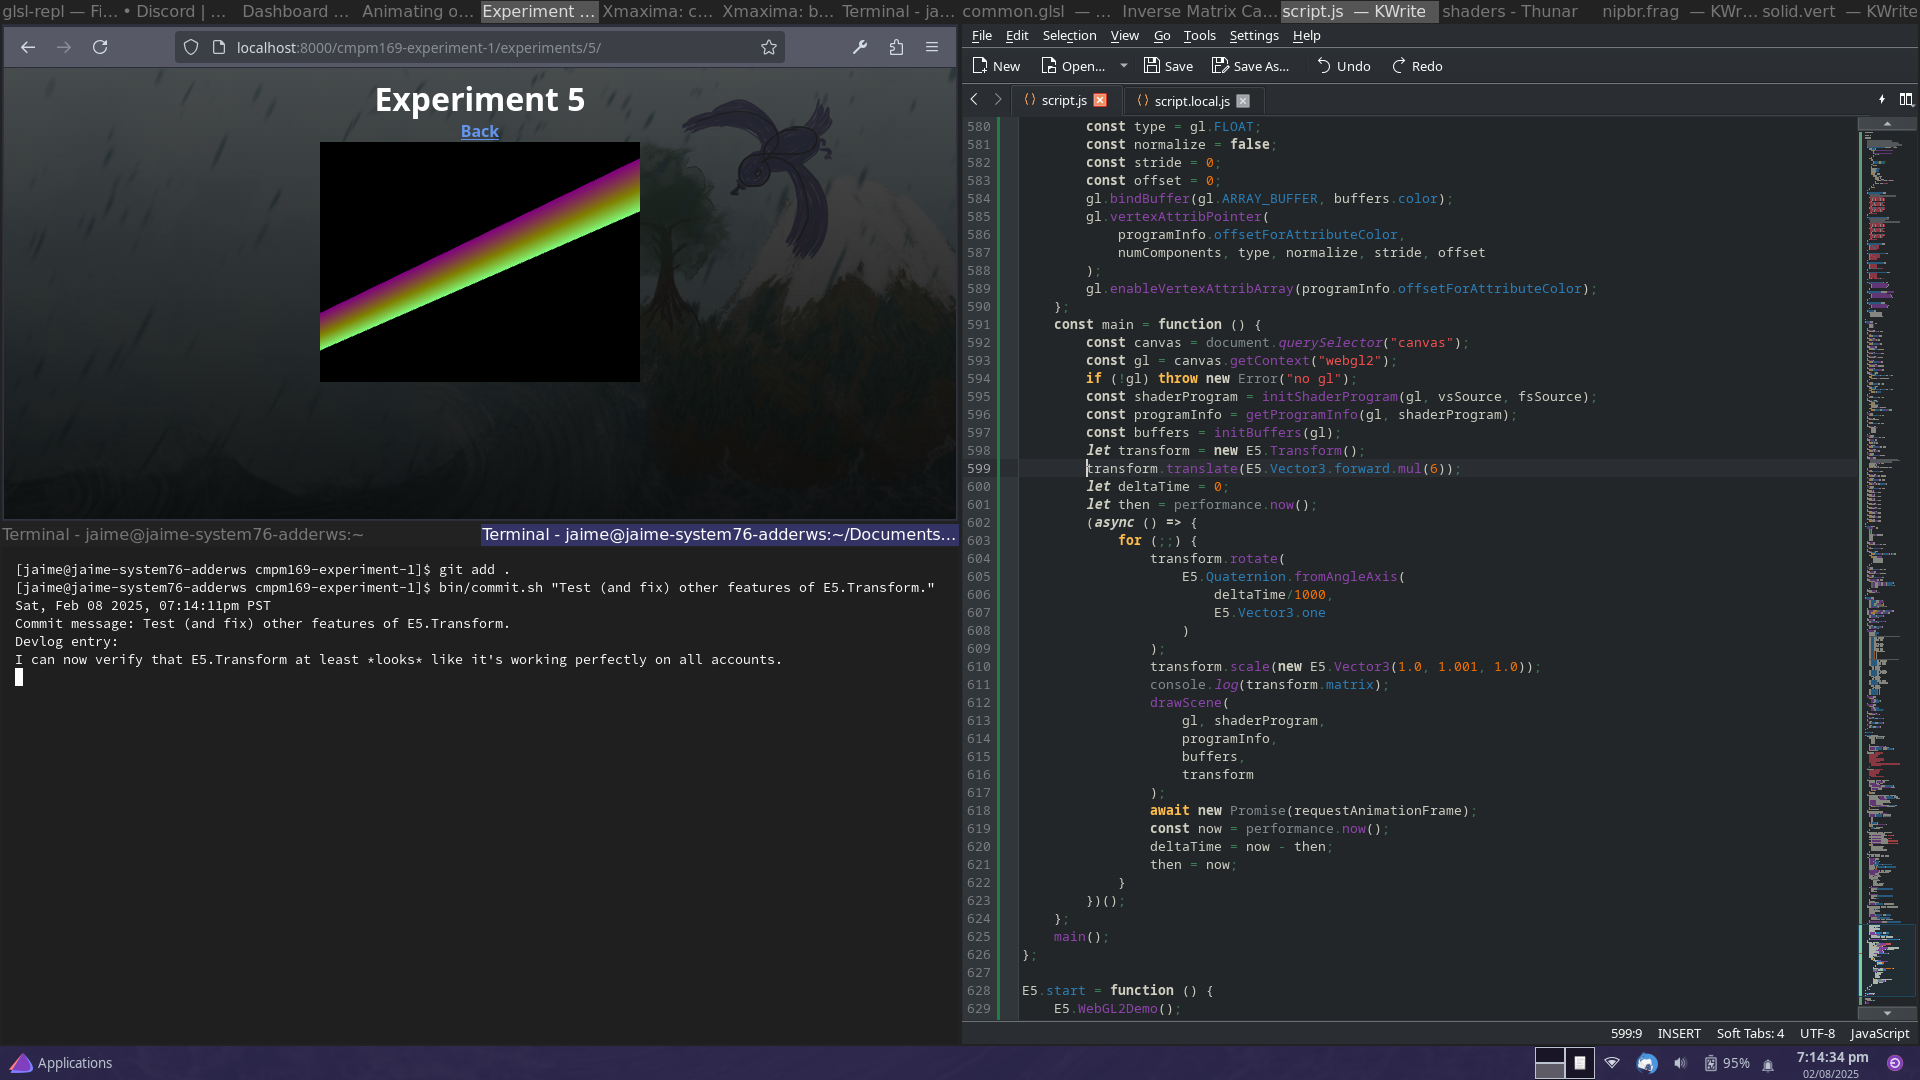 glsl-repl — Fi... • Discord | ...
Dashboard ...
Animating o...
Experiment ...
Xmaxima: c...
Xmaxima: b...
Terminal - ja...
common.glsl — ...
Inverse Matrix Ca...
script.js — KWrite
shaders - Thunar
nipbr.frag — KWr...
solid.vert — KWrite
localhost:8000/cmpm169-experiment-1/experiments/5/
Experiment 5
Back
Terminal - jaime@jaime-system76-adderws:~
Terminal - jaime@jaime-system76-adderws:~/Documents...
[jaime@jaime-system76-adderws cmpm169-experiment-1]$ git add .
[jaime@jaime-system76-adderws cmpm169-experiment-1]$ bin/commit.sh "Test (and fix) other features of E5.Transform."
Sat, Feb 08 2025, 07:14:11pm PST
Commit message: Test (and fix) other features of E5.Transform.
Devlog entry:
I can now verify that E5.Transform at least *looks* like it's working perfectly on all accounts.
File Edit Selection View Go Tools Settings Help
New Open... Save Save As... Undo Redo
script.js script.local.js
580 const type = gl.FLOAT;
581 const normalize = false;
582 const stride = 0;
583 const offset = 0;
584 gl.bindBuffer(gl.ARRAY_BUFFER, buffers.color);
585 gl.vertexAttribPointer(
586 programInfo.offsetForAttributeColor,
587 numComponents, type, normalize, stride, offset
588 );
589 gl.enableVertexAttribArray(programInfo.offsetForAttributeColor);
590 };
591 const main = function () {
592 const canvas = document.querySelector("canvas");
593 const gl = canvas.getContext("webgl2");
594 if (!gl) throw new Error("no gl");
595 const shaderProgram = initShaderProgram(gl, vsSource, fsSource);
596 const programInfo = getProgramInfo(gl, shaderProgram);
597 const buffers = initBuffers(gl);
598 let transform = new E5.Transform();
599 transform.translate(E5.Vector3.forward.mul(6));
600 let deltaTime = 0;
601 let then = performance.now();
602 (async () => {
603 for (;;) {
604 transform.rotate(
605 E5.Quaternion.fromAngleAxis(
606 deltaTime/1000,
607 E5.Vector3.one
608 )
609 );
610 transform.scale(new E5.Vector3(1.0, 1.001, 1.0));
611 console.log(transform.matrix);
612 drawScene(
613 gl, shaderProgram,
614 programInfo,
615 buffers,
616 transform
617 );
618 await new Promise(requestAnimationFrame);
619 const now = performance.now();
620 deltaTime = now - then;
621 then = now;
622 }
623 })();
624 };
625 main();
626 };
627
628 E5.start = function () {
629 E5.WebGL2Demo();
599:9 INSERT Soft Tabs: 4 UTF-8 JavaScript
Applications
95%
7:14:34 pm
02/08/2025